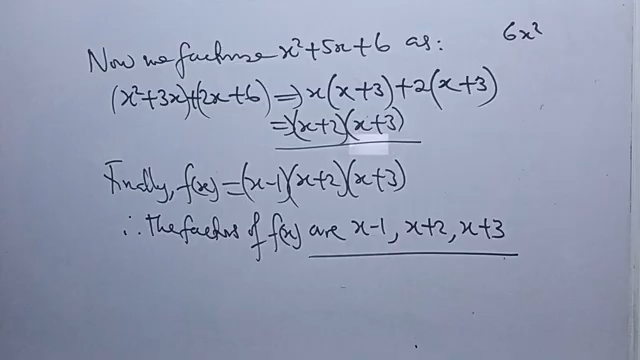 Now we factorise x²+5x+6 as: 6x²
(x²+3x)+(2x+6) ⇒ x(x+3)+2(x+3)
⇒(x+2)(x+3)
Finally, f(x)=(x-1)(x+2)(x+3)
∴ The factors of f(x) are x-1, x+2, x+3